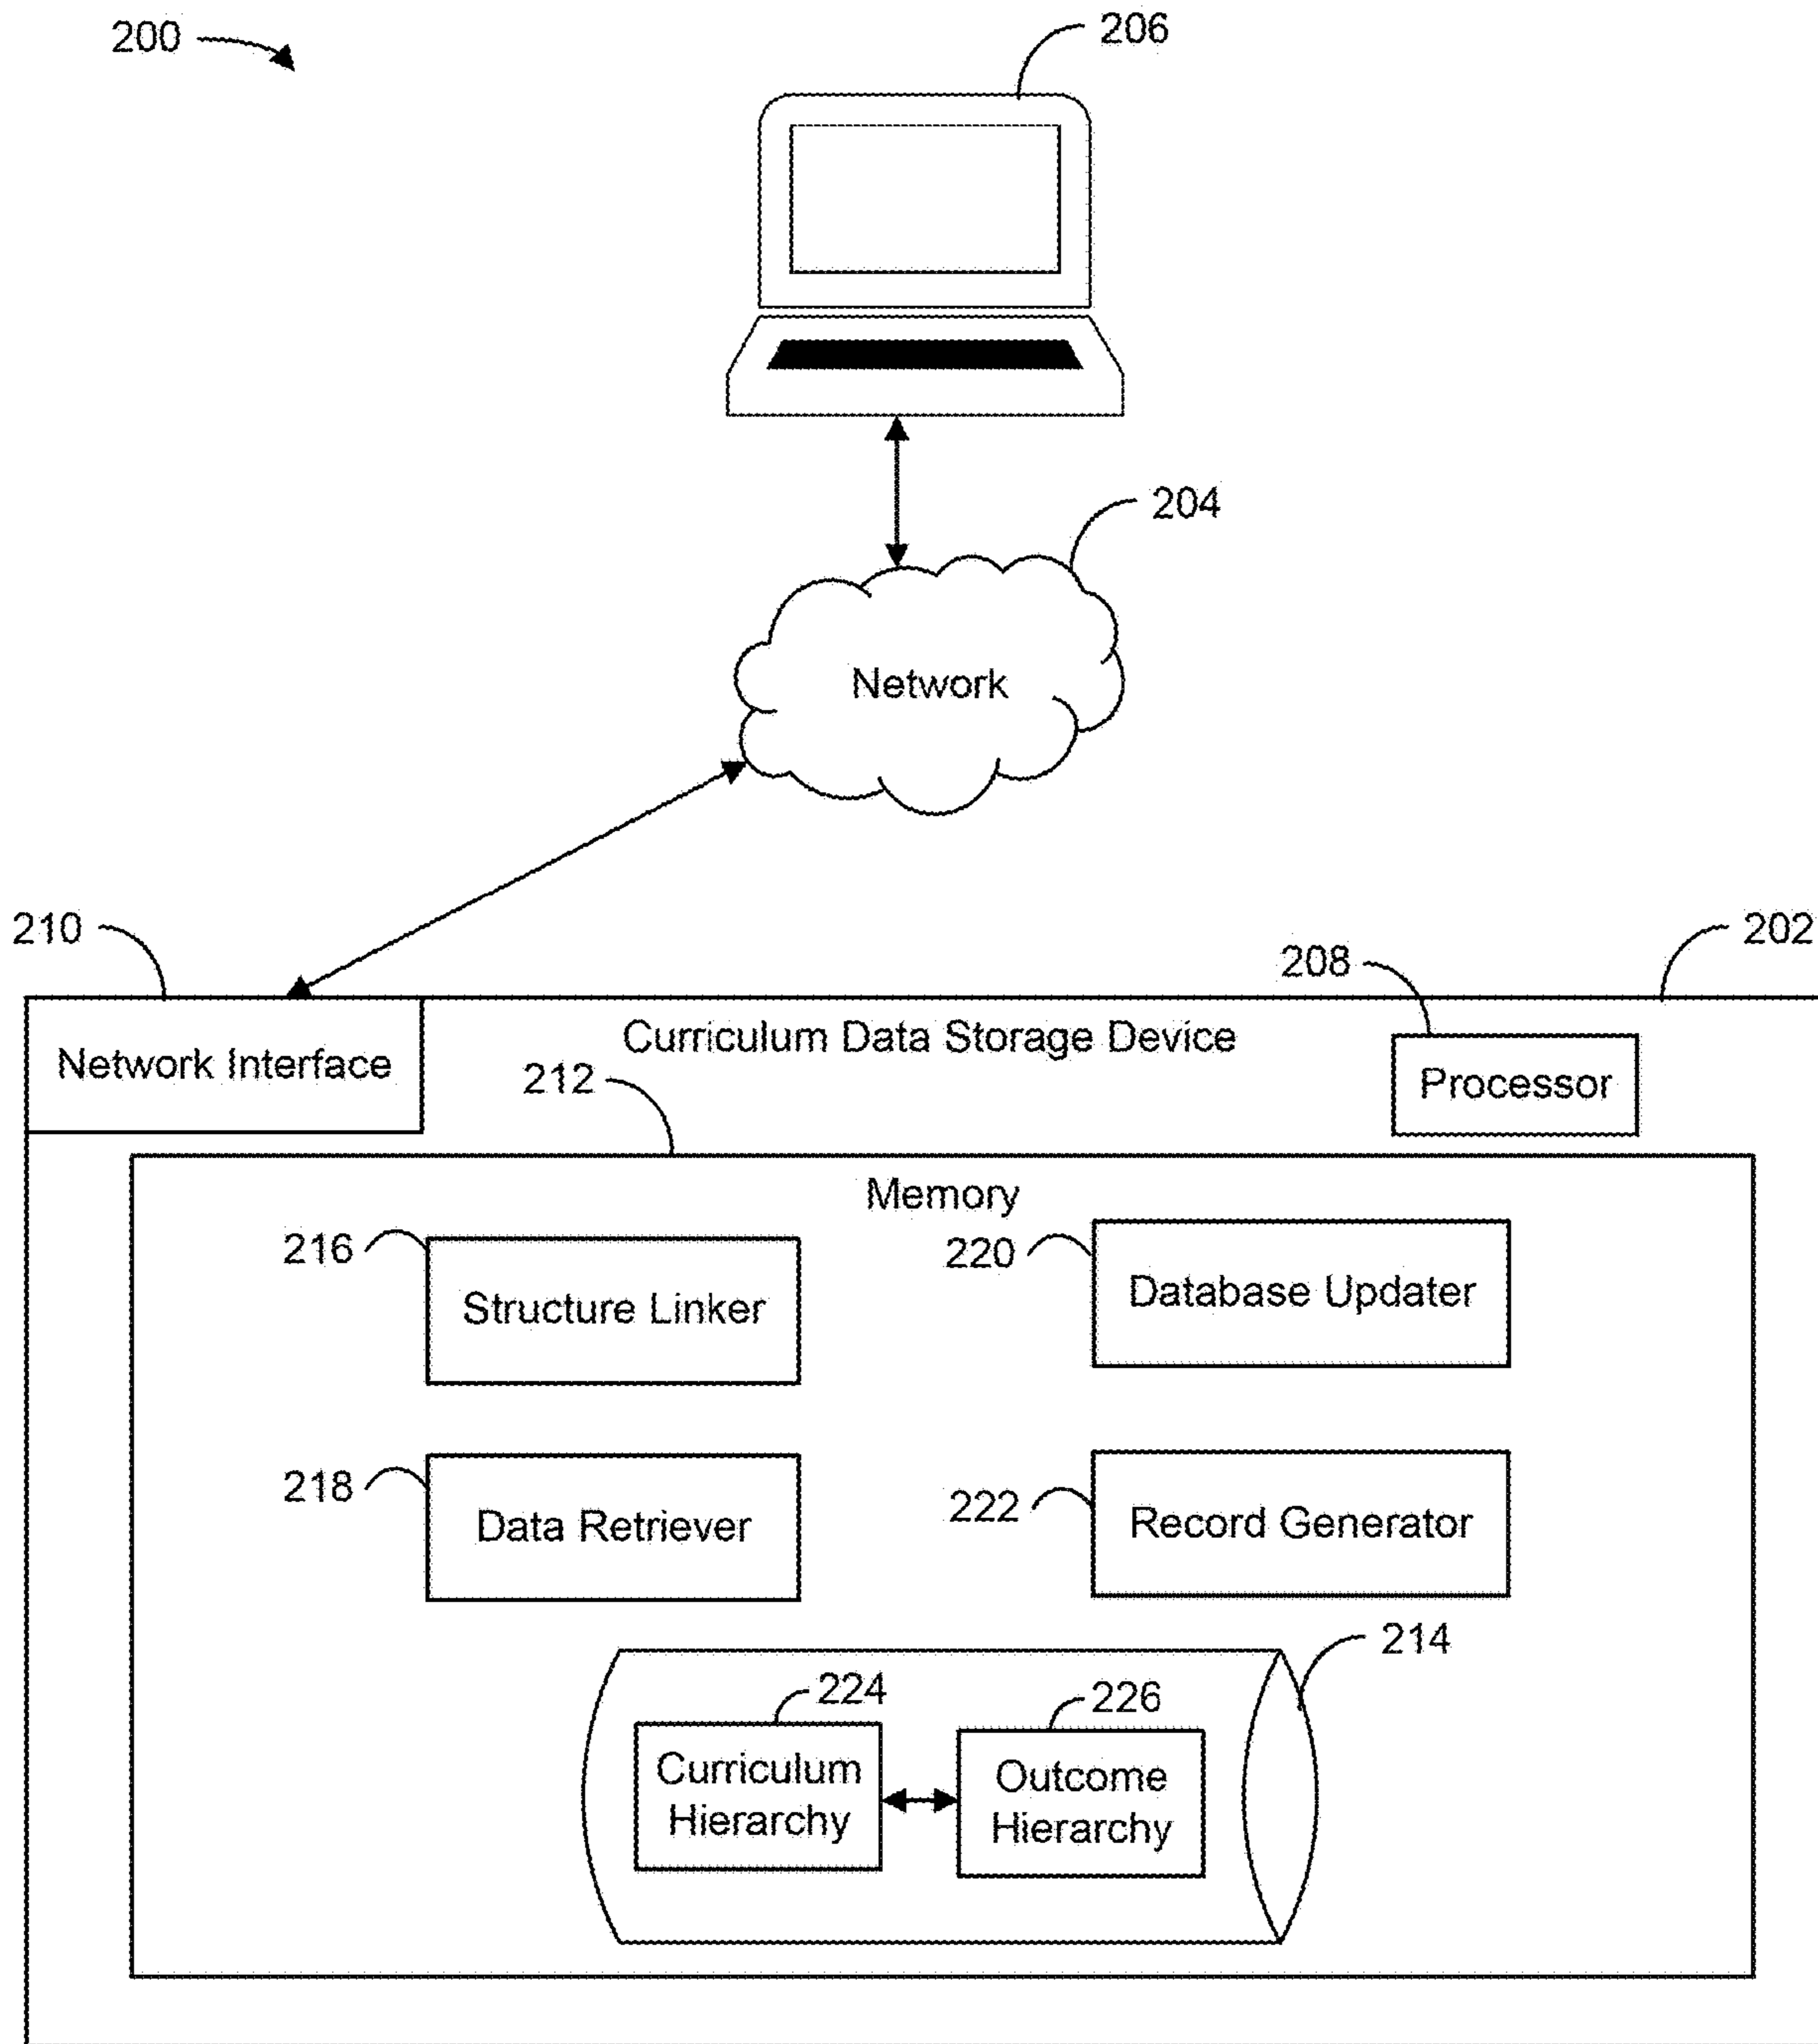 200
206
204
Network
210
202
208
Network Interface
Curriculum Data Storage Device
Processor
212
Memory
216
Structure Linker
220
Database Updater
218
Data Retriever
222
Record Generator
214
224
226
Curriculum
Hierarchy
Outcome
Hierarchy